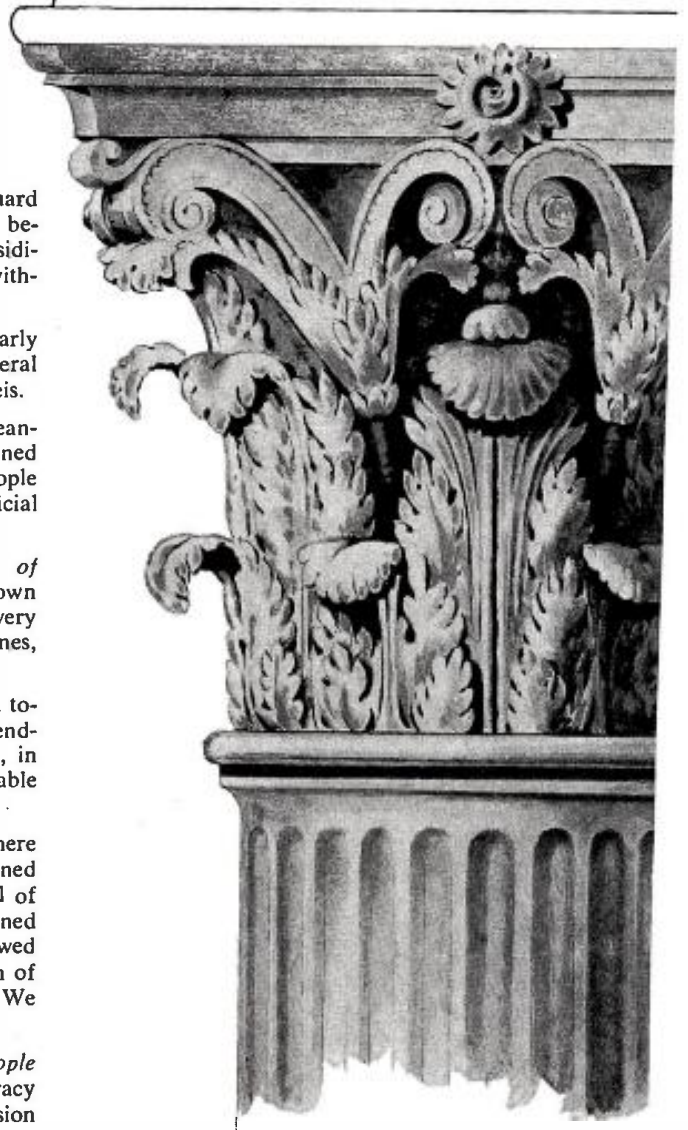 uard
be-
sidi-
vith-
arly
eral
eis.
ean-
ned
ople
icial
of
own
very
nes,
to-
end-
, in
able
here
ned
of
ned
wed
n of
We
ople
racy
sion